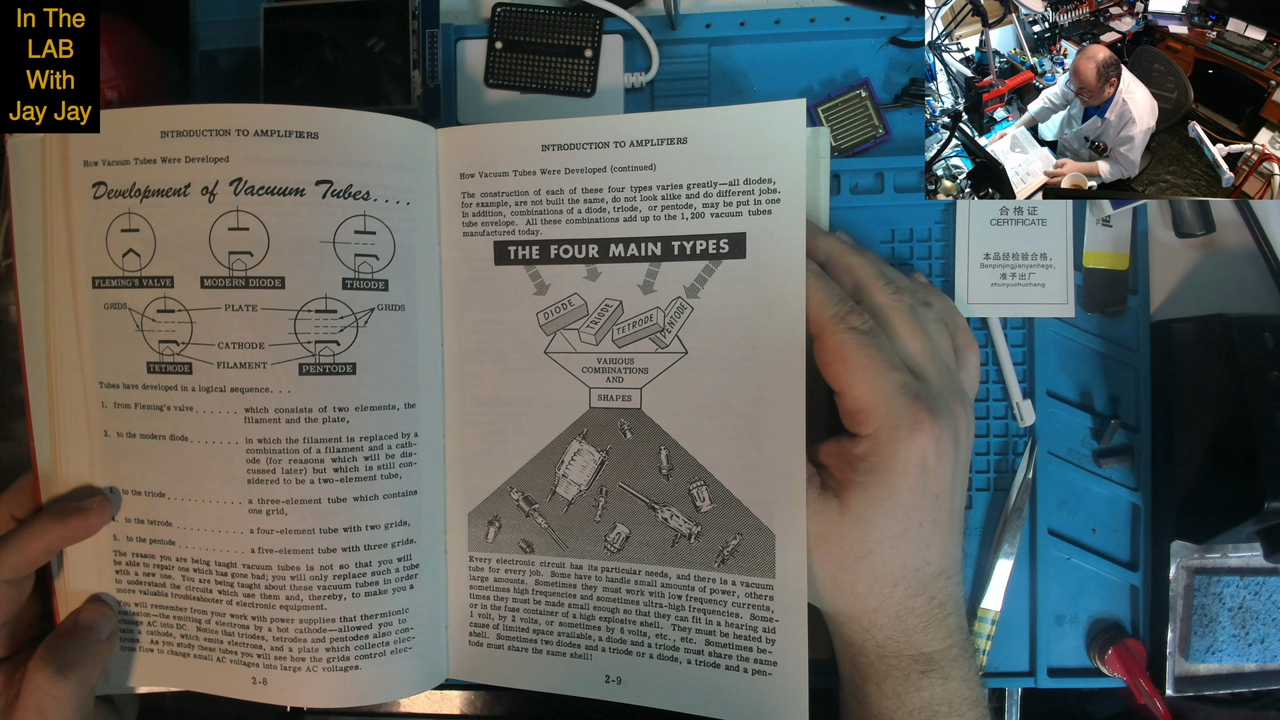 In The
LAB
With
Jay Jay
INTRODUCTION TO AMPLIFIERS
How Vacuum Tubes Were Developed
Development of Vacuum Tubes....
FLEMING'S VALVE
MODERN DIODE
TRIODE
GRIDS
PLATE
GRIDS
CATHODE
TETRODE
FILAMENT
PENTODE
Tubes have developed in a logical sequence. . .
1. from Fleming's valve . . . . . . which consists of two elements, the
filament and the plate,
2. to the modern diode . . . . . . . in which the filament is replaced by a
combination of a filament and a cath-
ode (for reasons which will be dis-
cussed later) but which is still con-
sidered to be a two-element tube,
3. to the triode . . . . . . . . . . a three-element tube which contains
one grid,
4. to the tetrode . . . . . . . . . . a four-element tube with two grids,
5. to the pentode . . . . . . . . . . a five-element tube with three grids.
The reason you are being taught vacuum tubes is not so that you will
be able to repair one which has gone bad; you will only replace such a tube
with a new one. You are being taught about these vacuum tubes in order
to understand the circuits which use them and, thereby, to make you a
more valuable troubleshooter of electronic equipment.
You will remember from your work with power supplies that thermionic
emission—the emitting of electrons by a hot cathode—allowed you to
change AC into DC. Notice that triodes, tetrodes and pentodes also con-
tain a cathode, which emits electrons, and a plate which collects elec-
trons. As you study these tubes you will see how the grids control elec-
tron flow to change small AC voltages into large AC voltages.
2-8
INTRODUCTION TO AMPLIFIERS
How Vacuum Tubes Were Developed (continued)
The construction of each of these four types varies greatly—all diodes,
for example, are not built the same, do not look alike and do different jobs.
In addition, combinations of a diode, triode, or pentode, may be put in one
tube envelope. All these combinations add up to the 1,200 vacuum tubes
manufactured today.
THE FOUR MAIN TYPES
DIODE
TRIODE
TETRODE
PENTODE
VARIOUS
COMBINATIONS
AND
SHAPES
Every electronic circuit has its particular needs, and there is a vacuum
tube for every job. Some have to handle small amounts of power, others
large amounts. Sometimes they must work with low frequency currents,
sometimes high frequencies and sometimes ultra-high frequencies. Some-
times they must be made small enough so that they can fit in a hearing aid
or in the fuse container of a high explosive shell. They must be heated by
1 volt, by 2 volts, or sometimes by 6 volts, etc., etc. Sometimes be-
cause of limited space available, a diode and a triode must share the same
shell. Sometimes two diodes and a triode or a diode, a triode and a pen-
tode must share the same shell!
2-9
合格证
CERTIFICATE
本品经检验合格，
Benpinjingjianyanhege,
准予出厂
zhunyuchuchang